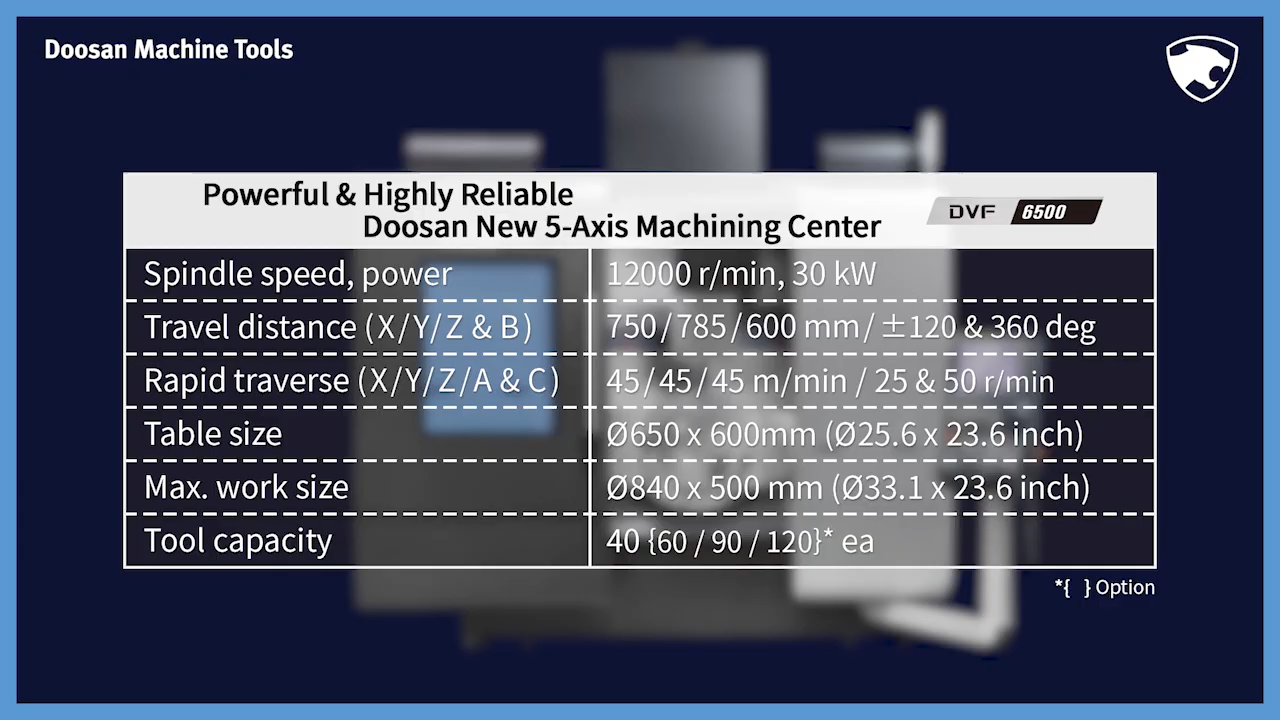 Doosan Machine Tools
Powerful & Highly Reliable
Doosan New 5-Axis Machining Center
DVF 6500
Spindle speed, power
12000 r/min, 30 kW
Travel distance (X/Y/Z & B)
750/785/600 mm/ ±120 & 360 deg
Rapid traverse (X/Y/Z/A & C)
45/45/45 m/min / 25 & 50 r/min
Table size
Ø650 x 600mm (Ø25.6 x 23.6 inch)
Max. work size
Ø840 x 500 mm (Ø33.1 x 23.6 inch)
Tool capacity
40 {60 / 90 / 120}* ea
*{ } Option